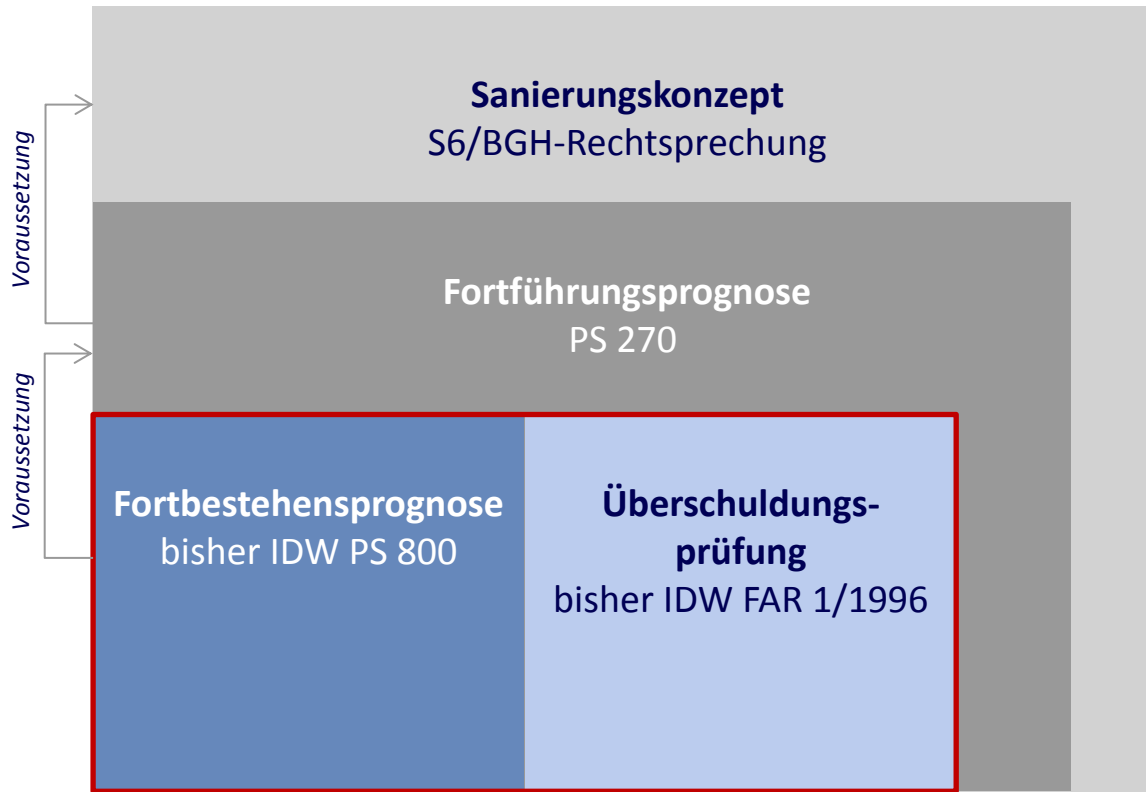 Sanierungskonzept
S6/BGH-Rechtsprechung
Voraussetzung
Fortführungsprognose
PS 270
Voraussetzung
Fortbestehensprognose
bisher IDW PS 800
Überschuldungs-
prüfung
bisher IDW FAR 1/1996